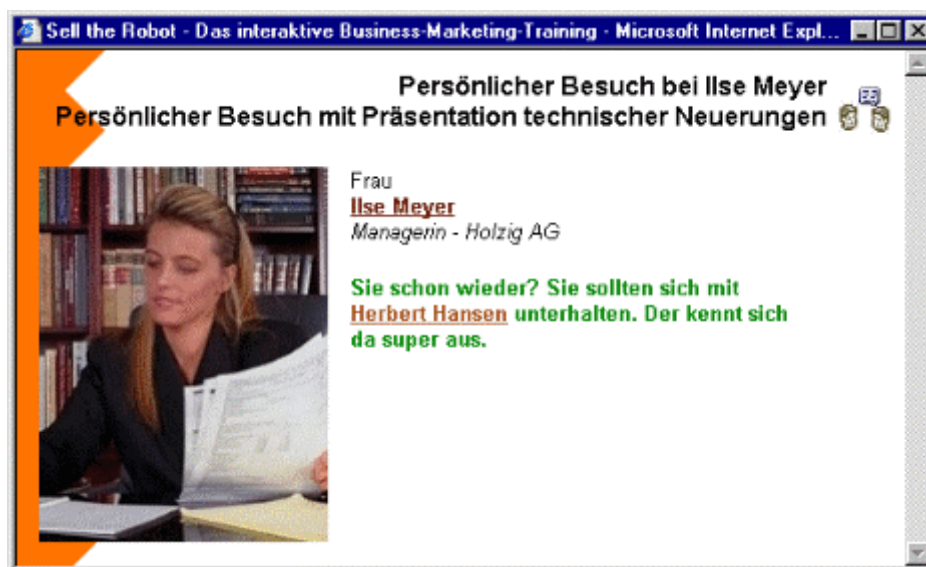 Sell the Robot - Das interaktive Business-Marketing-Training - Microsoft Internet Expl...
Persönlicher Besuch bei Ilse Meyer
Persönlicher Besuch mit Präsentation technischer Neuerungen
Frau
Ilse Meyer
Managerin - Holzig AG
Sie schon wieder? Sie sollten sich mit
Herbert Hansen unterhalten. Der kennt sich
da super aus.